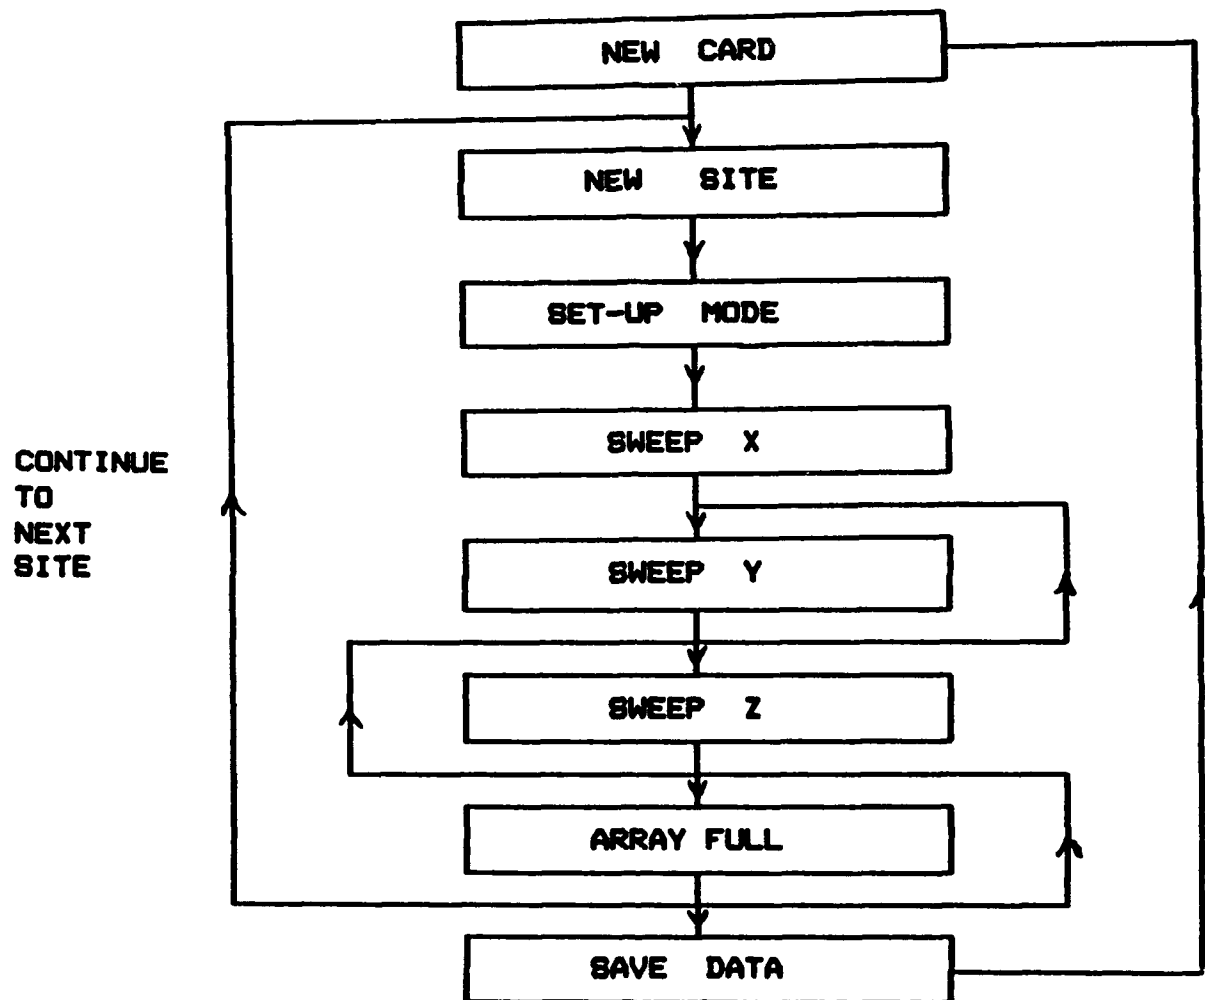 NEW CARD
NEW SITE
SET-UP MODE
SWEEP X
CONTINUE
TO
NEXT
SITE
SWEEP Y
SWEEP Z
ARRAY FULL
SAVE DATA